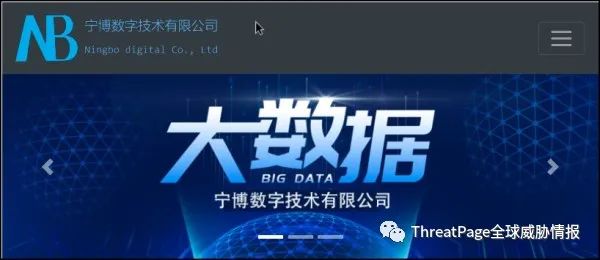 NB
宁博数字技术有限公司
Ningbo digital Co., Ltd
大数据
BIG DATA
宁博数字技术有限公司
ThreatPage全球威胁情报